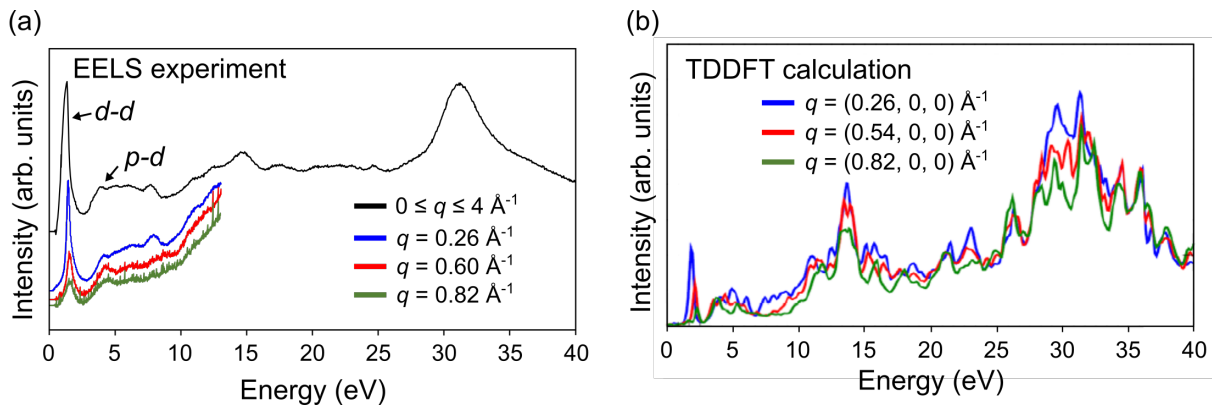 (a)
EELS experiment
d-d
p-d
0 ≤ q ≤ 4 Å⁻¹
q = 0.26 Å⁻¹
q = 0.60 Å⁻¹
q = 0.82 Å⁻¹
Intensity (arb. units)
0 5 10 15 20 25 30 35 40
Energy (eV)
(b)
TDDFT calculation
q = (0.26, 0, 0) Å⁻¹
q = (0.54, 0, 0) Å⁻¹
q = (0.82, 0, 0) Å⁻¹
Intensity (arb. units)
0 5 10 15 20 25 30 35 40
Energy (eV)